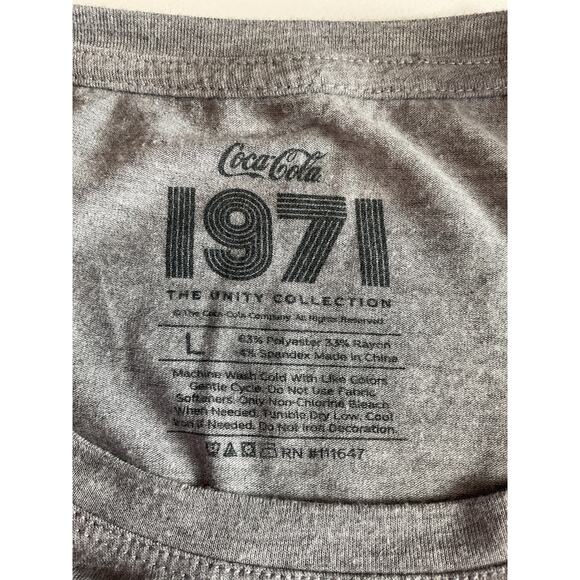 Coca-Cola
1971
THE UNITY COLLECTION
© The Coca-Cola Company. All Rights Reserved.
L
63% Polyester 33% Rayon
4% Spandex Made in China
Machine Wash Cold With Like Colors
Gentle Cycle. Do Not Use Fabric
Softeners. Only Non-Chlorine Bleach
When Needed. Tumble Dry Low. Cool
Iron if Needed. Do Not Iron Decoration.
RN #111647